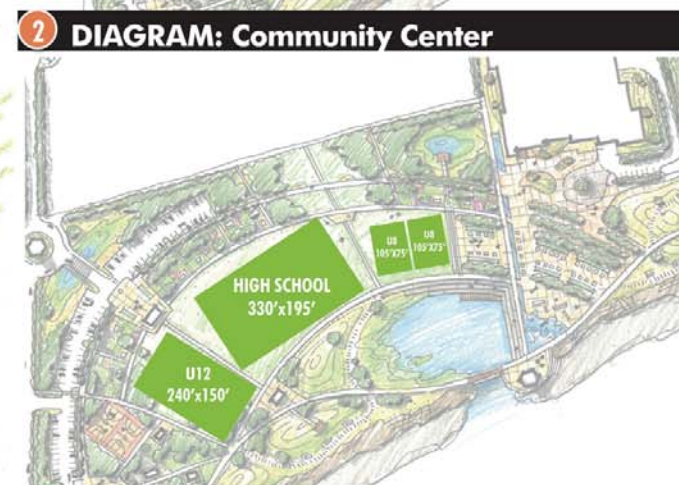 2 DIAGRAM: Community Center
U8
105'X75'
U8
105'X75'
HIGH SCHOOL
330'x195'
U12
240'x150'